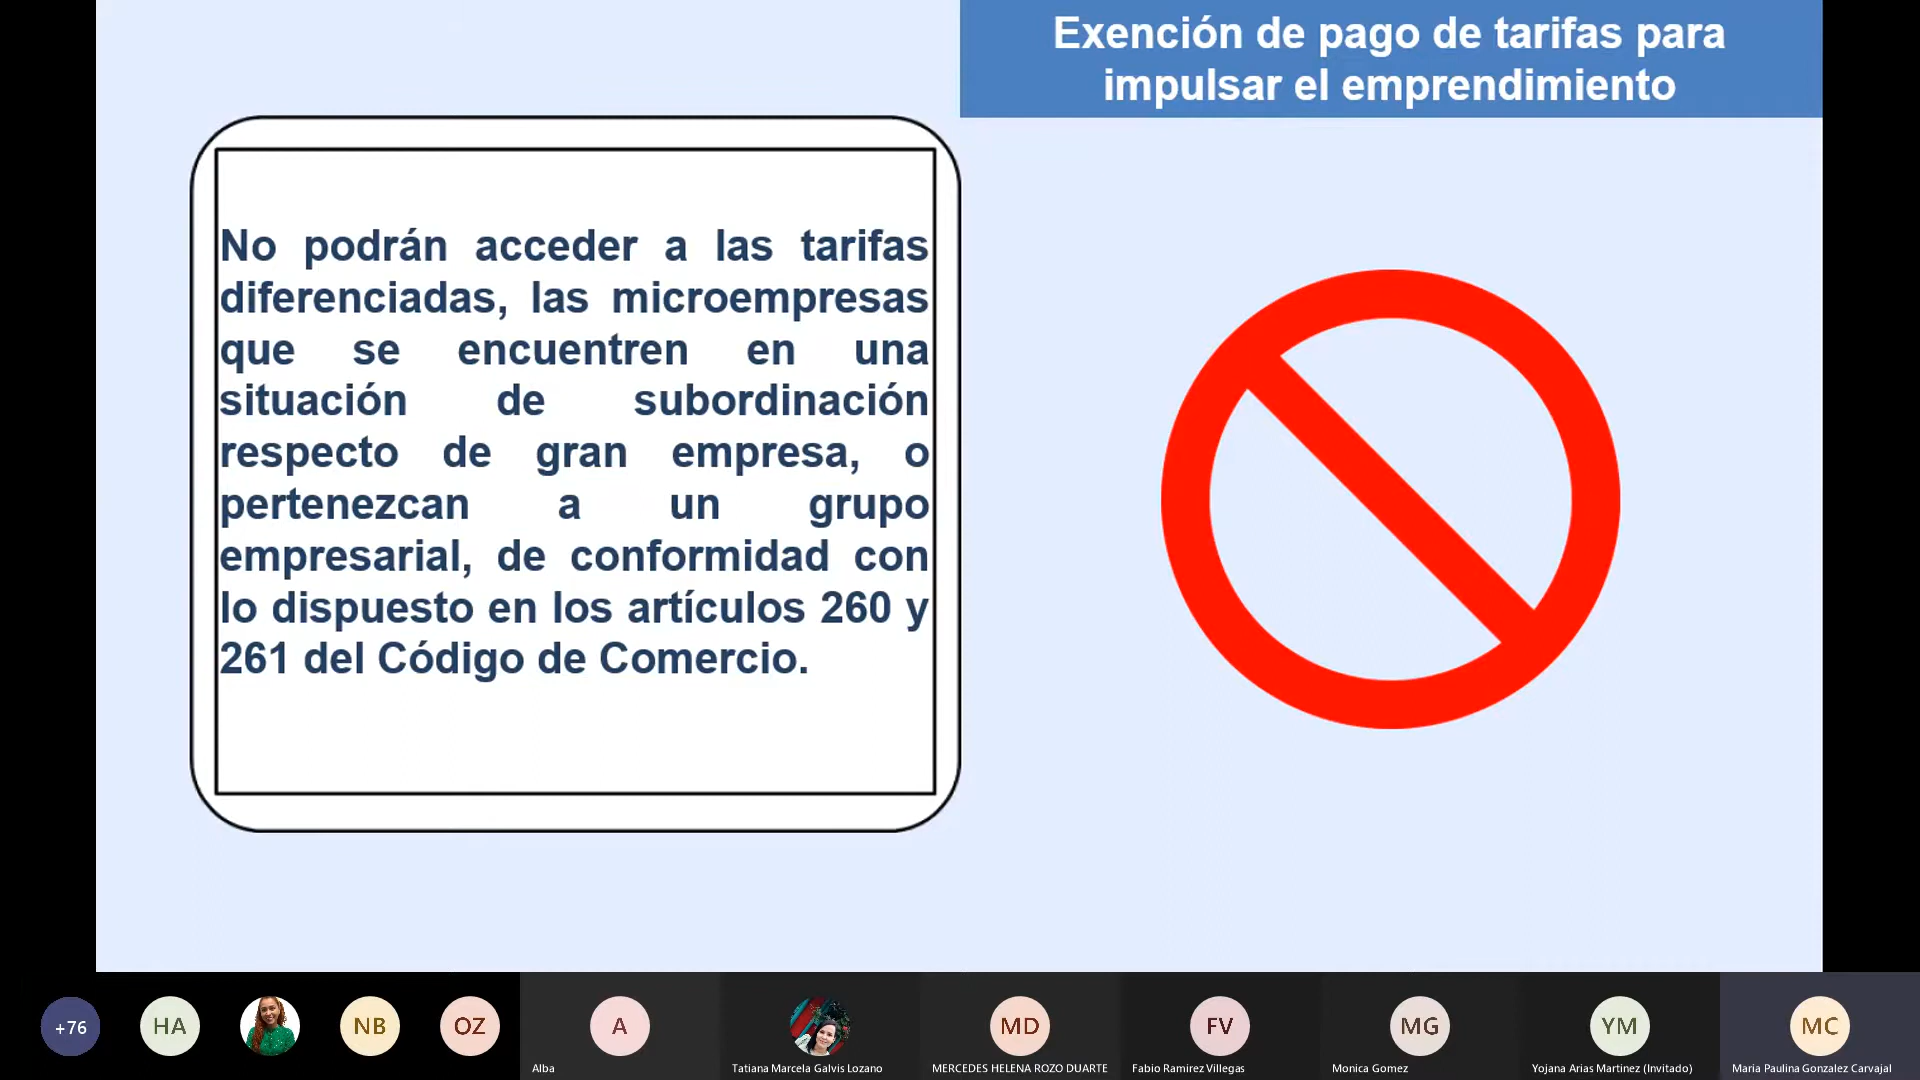 Exención de pago de tarifas para
impulsar el emprendimiento
No podrán acceder a las tarifas
diferenciadas, las microempresas
que se encuentren en una
situación de subordinación
respecto de gran empresa, o
pertenezcan a un grupo
empresarial, de conformidad con
lo dispuesto en los artículos 260 y
261 del Código de Comercio.
+76
HA
NB
OZ
A
MD
FV
MG
YM
MC
Alba
Tatiana Marcela Galvis Lozano
MERCEDES HELENA ROZO DUARTE
Fabio Ramirez Villegas
Monica Gomez
Yojana Arias Martinez (Invitado)
Maria Paulina Gonzalez Carvajal